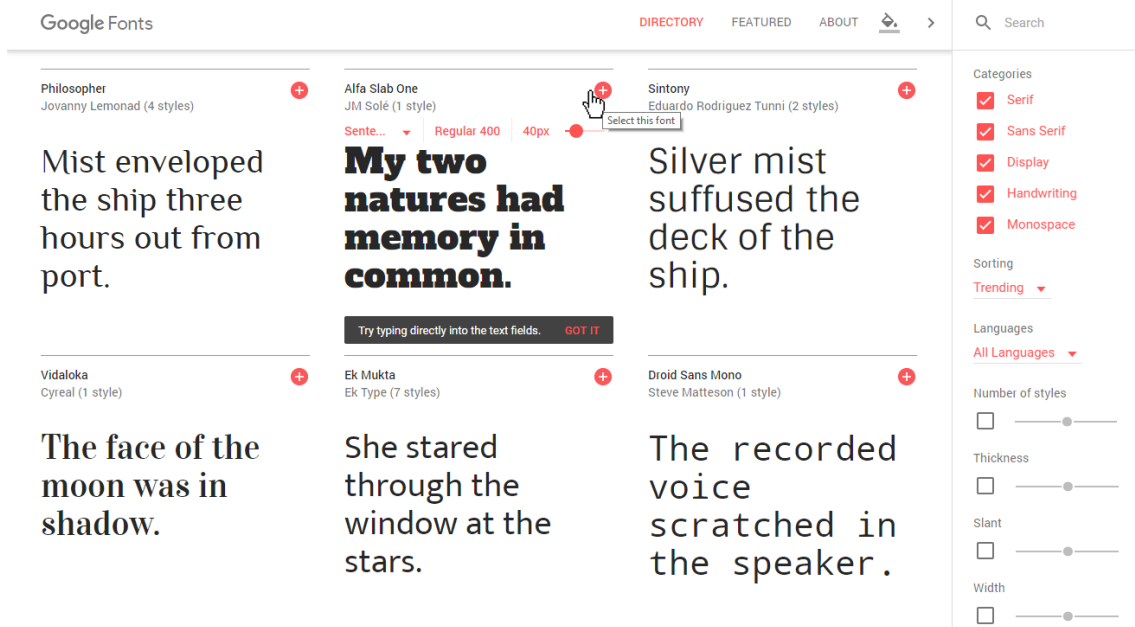 Google Fonts
DIRECTORY FEATURED ABOUT
Search
Philosopher
Jovanny Lemonad (4 styles)
Mist enveloped
the ship three
hours out from
port.
Alfa Slab One
JM Solé (1 style)
Select this font
Sente... Regular 400 40px
My two
natures had
memory in
common.
Try typing directly into the text fields. GOT IT
Sintony
Eduardo Rodriguez Tunni (2 styles)
Silver mist
suffused the
deck of the
ship.
Vidaloka
Cyreal (1 style)
The face of the
moon was in
shadow.
Ek Mukta
Ek Type (7 styles)
She stared
through the
window at the
stars.
Droid Sans Mono
Steve Matteson (1 style)
The recorded
voice
scratched in
the speaker.
Categories
Serif
Sans Serif
Display
Handwriting
Monospace
Sorting
Trending
Languages
All Languages
Number of styles
Thickness
Slant
Width